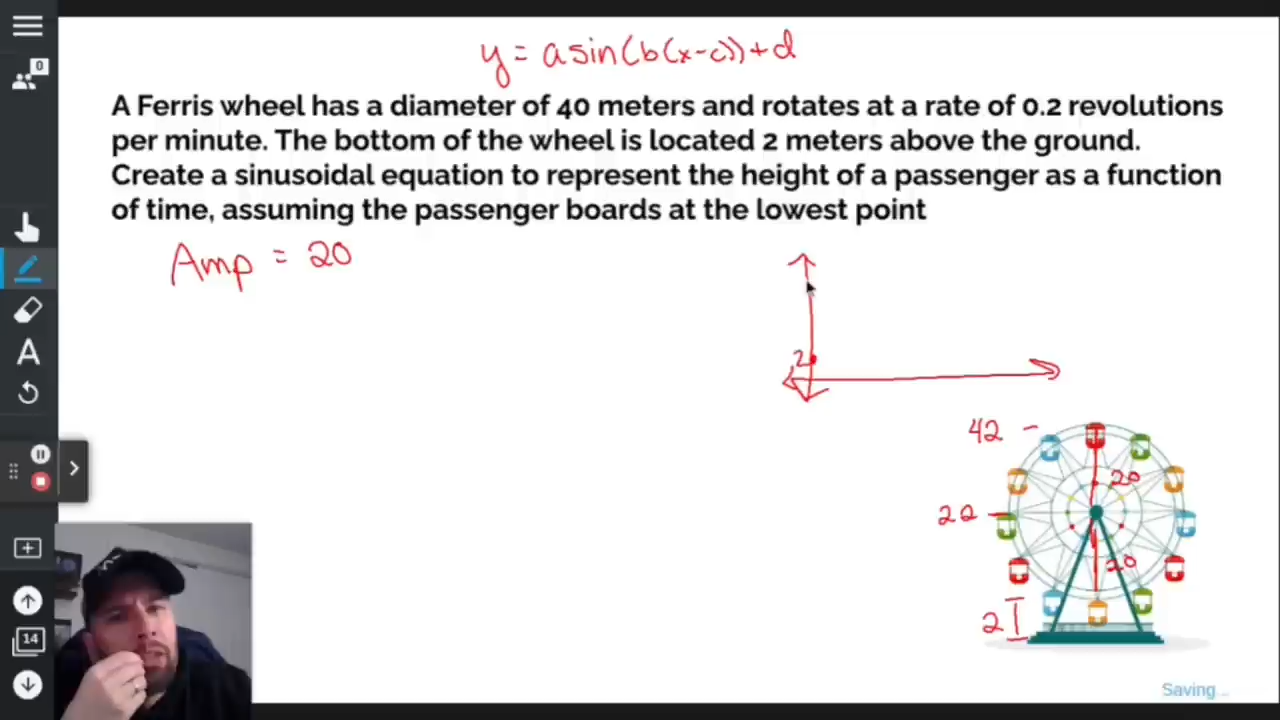 0
y = a sin(b(x-c)) + d
A Ferris wheel has a diameter of 40 meters and rotates at a rate of 0.2 revolutions
per minute. The bottom of the wheel is located 2 meters above the ground.
Create a sinusoidal equation to represent the height of a passenger as a function
of time, assuming the passenger boards at the lowest point
Amp = 20
2
42
20
22
20
2
A
14
Saving...